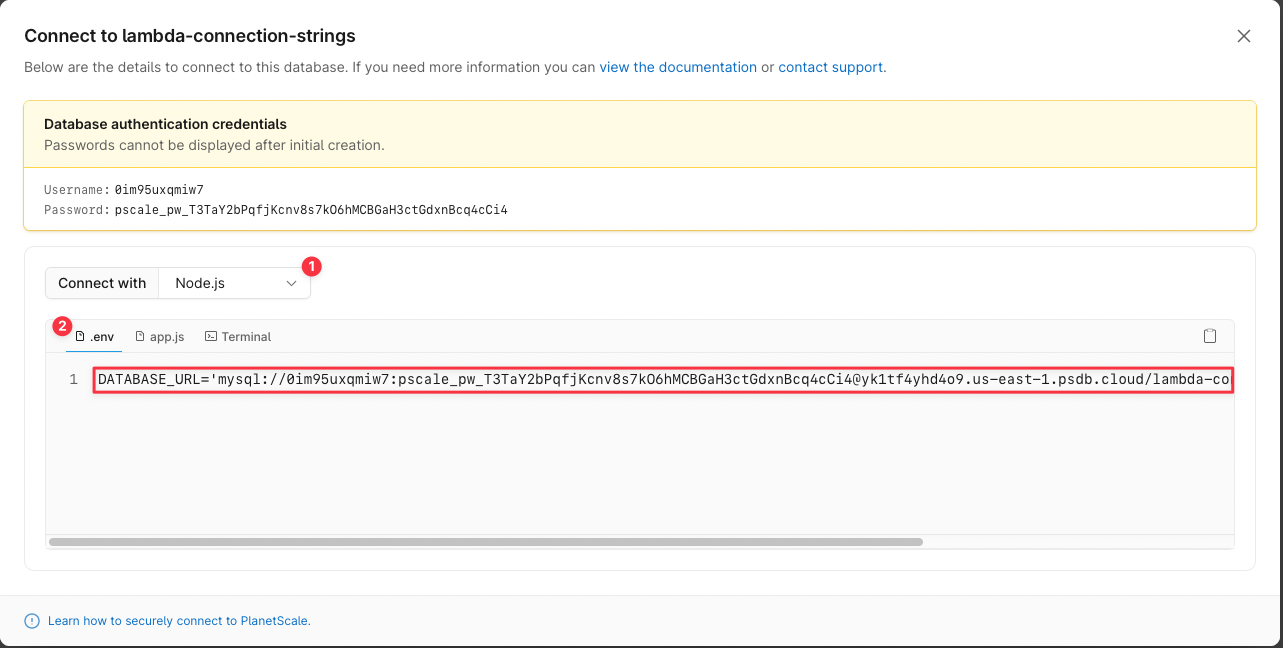 Connect to lambda-connection-strings
Below are the details to connect to this database. If you need more information you can view the documentation or contact support.
Database authentication credentials
Passwords cannot be displayed after initial creation.
Username: 0im95uxqmiw7
Password: pscale_pw_T3TaY2bPqfjKcnv8s7kO6hMCBGaH3ctGdxnBcq4cCi4
Connect with Node.js 1
2 .env app.js Terminal
1 DATABASE_URL='mysql://0im95uxqmiw7:pscale_pw_T3TaY2bPqfjKcnv8s7kO6hMCBGaH3ctGdxnBcq4cCi4@yk1tf4yhd4o9.us-east-1.psdb.cloud/lambda-co
Learn how to securely connect to PlanetScale.